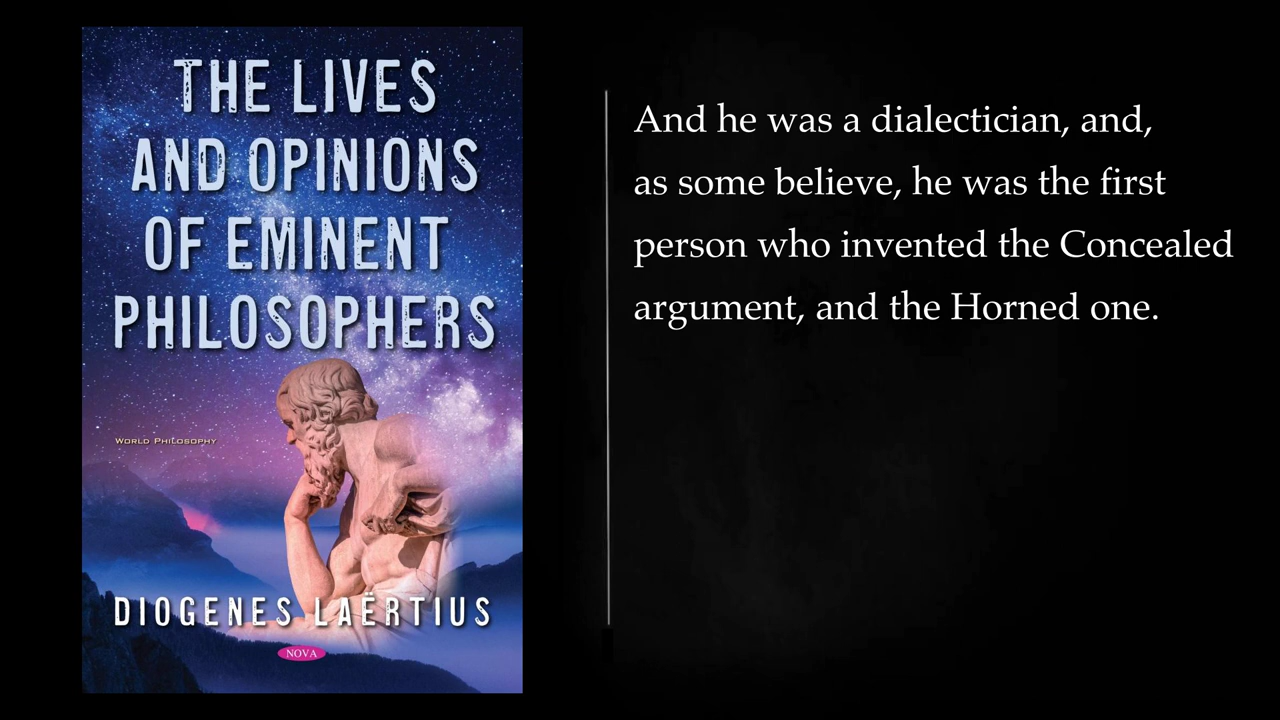 THE LIVES
AND OPINIONS
OF EMINENT
PHILOSOPHERS
WORLD PHILOSOPHY
DIOGENES LAËRTIUS
NOVA
And he was a dialectician, and,
as some believe, he was the first
person who invented the Concealed
argument, and the Horned one.